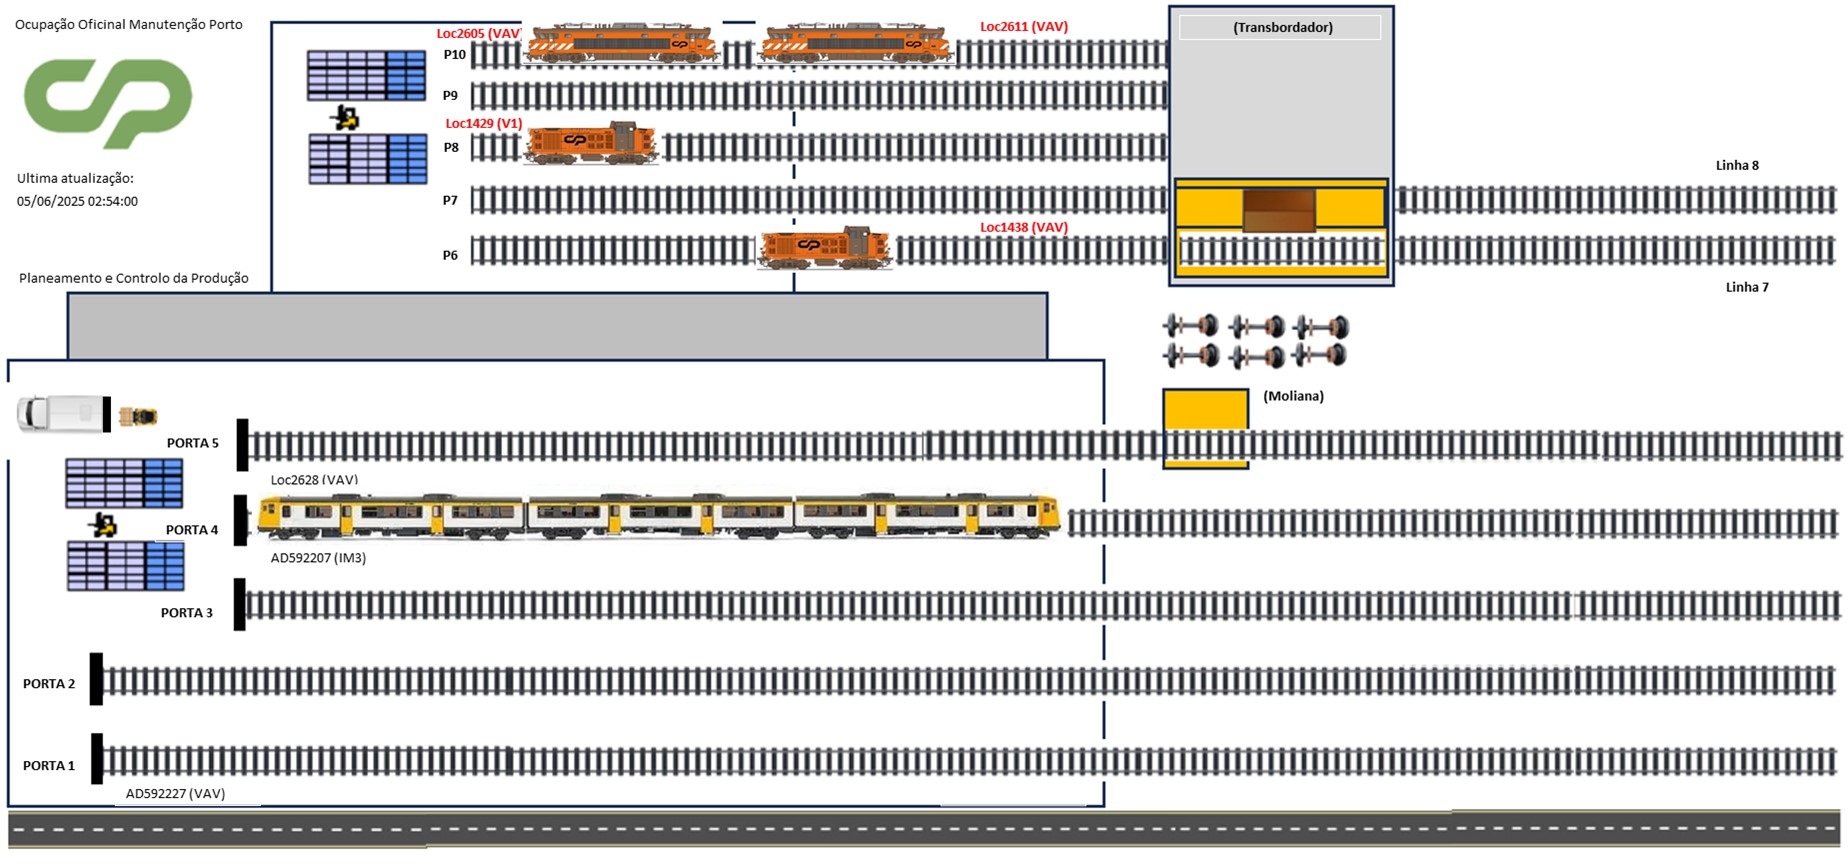 Ocupação Oficinal Manutenção Porto
Ultima atualização:
05/06/2025 02:54:00
Planeamento e Controlo da Produção
Loc2605 (VAV)
Loc2611 (VAV)
P10
P9
Loc1429 (V1)
P8
P7
Loc1438 (VAV)
P6
(Transbordador)
Linha 8
Linha 7
(Moliana)
PORTA 5
Loc2628 (VAV)
PORTA 4
AD592207 (IM3)
PORTA 3
PORTA 2
PORTA 1
AD592227 (VAV)